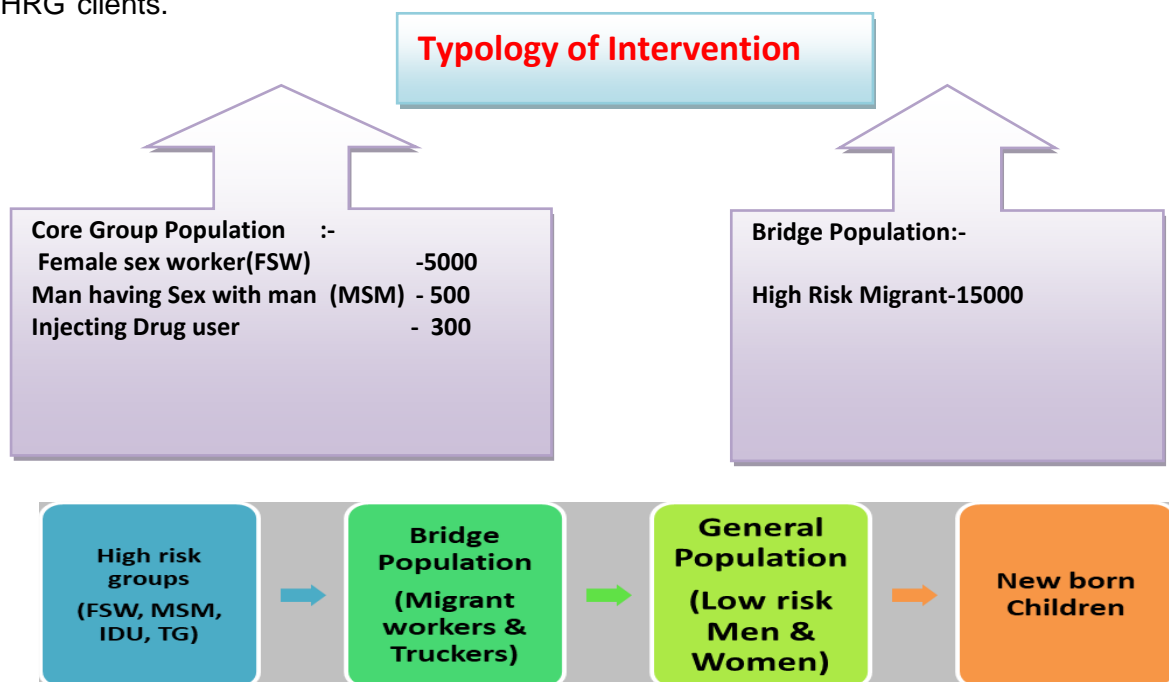 HRG clients.
Typology of Intervention
Core Group Population :-
Female sex worker(FSW) -5000
Man having Sex with man (MSM) - 500
Injecting Drug user - 300
Bridge Population:-
High Risk Migrant-15000
High risk
groups
(FSW, MSM,
IDU, TG)
Bridge
Population
(Migrant
workers &
Truckers)
General
Population
(Low risk
Men &
Women)
New born
Children